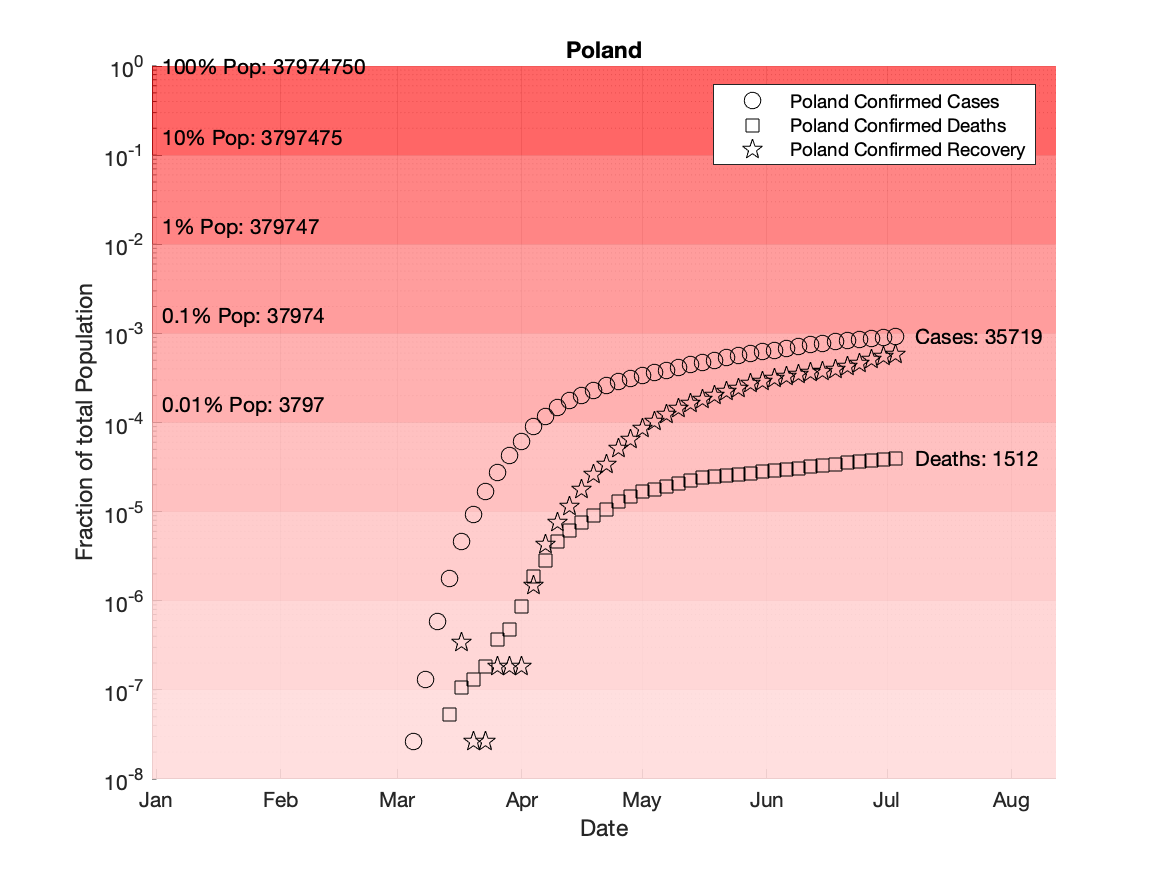 Poland
10^0
10^-1
10^-2
10^-3
10^-4
10^-5
10^-6
10^-7
10^-8
Fraction of total Population
100% Pop: 37974750
10% Pop: 3797475
1% Pop: 379747
0.1% Pop: 37974
0.01% Pop: 3797
Poland Confirmed Cases
Poland Confirmed Deaths
Poland Confirmed Recovery
Cases: 35719
Deaths: 1512
Jan Feb Mar Apr May Jun Jul Aug
Date